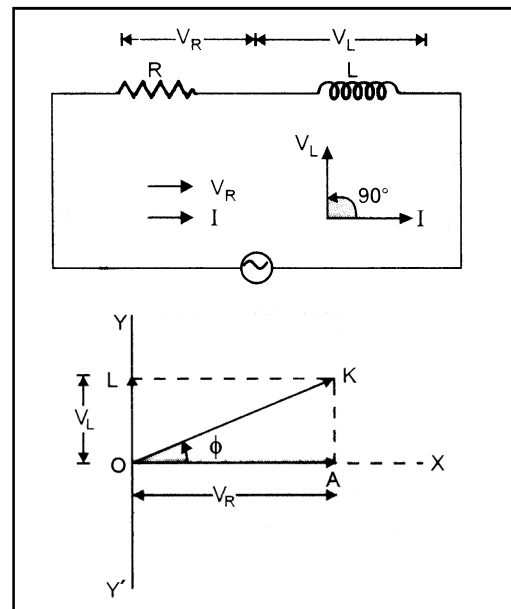 V_R V_L
R L
V_L
V_R 90°
I I
Y
L K
V_L ϕ
O A X
V_R
Y′